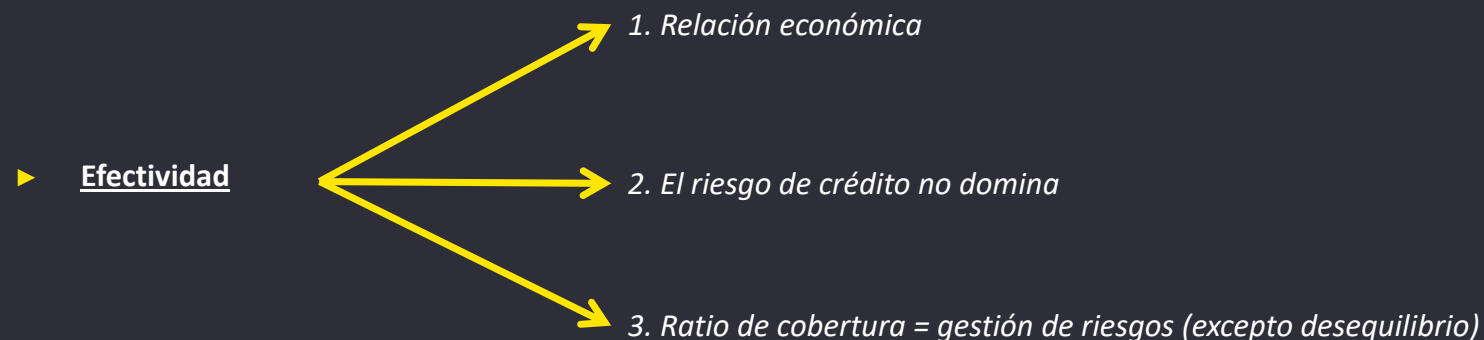 1. Relación económica
► Efectividad
2. El riesgo de crédito no domina
3. Ratio de cobertura = gestión de riesgos (excepto desequilibrio)